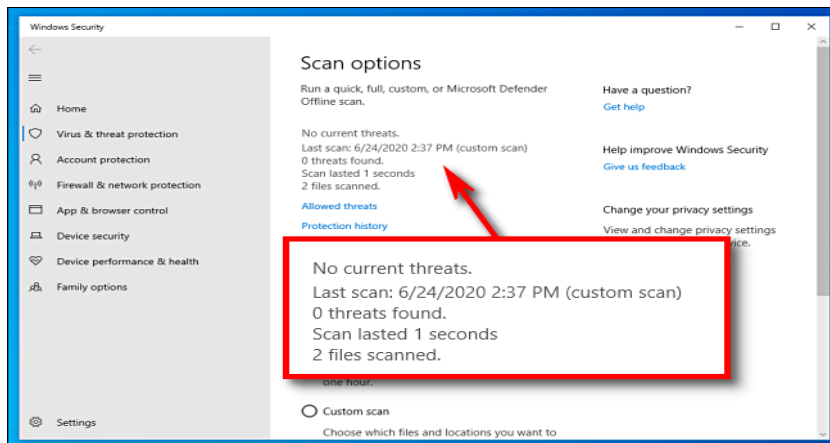 Windows Security
Home
Virus & threat protection
Account protection
Firewall & network protection
App & browser control
Device security
Device performance & health
Family options
Settings
Scan options
Run a quick, full, custom, or Microsoft Defender
Offline scan.
No current threats.
Last scan: 6/24/2020 2:37 PM (custom scan)
0 threats found.
Scan lasted 1 seconds
2 files scanned.
Allowed threats
Protection history
No current threats.
Last scan: 6/24/2020 2:37 PM (custom scan)
0 threats found.
Scan lasted 1 seconds
2 files scanned.
one hour.
Custom scan
Choose which files and locations you want to
Have a question?
Get help
Help improve Windows Security
Give us feedback
Change your privacy settings
View and change privacy settings